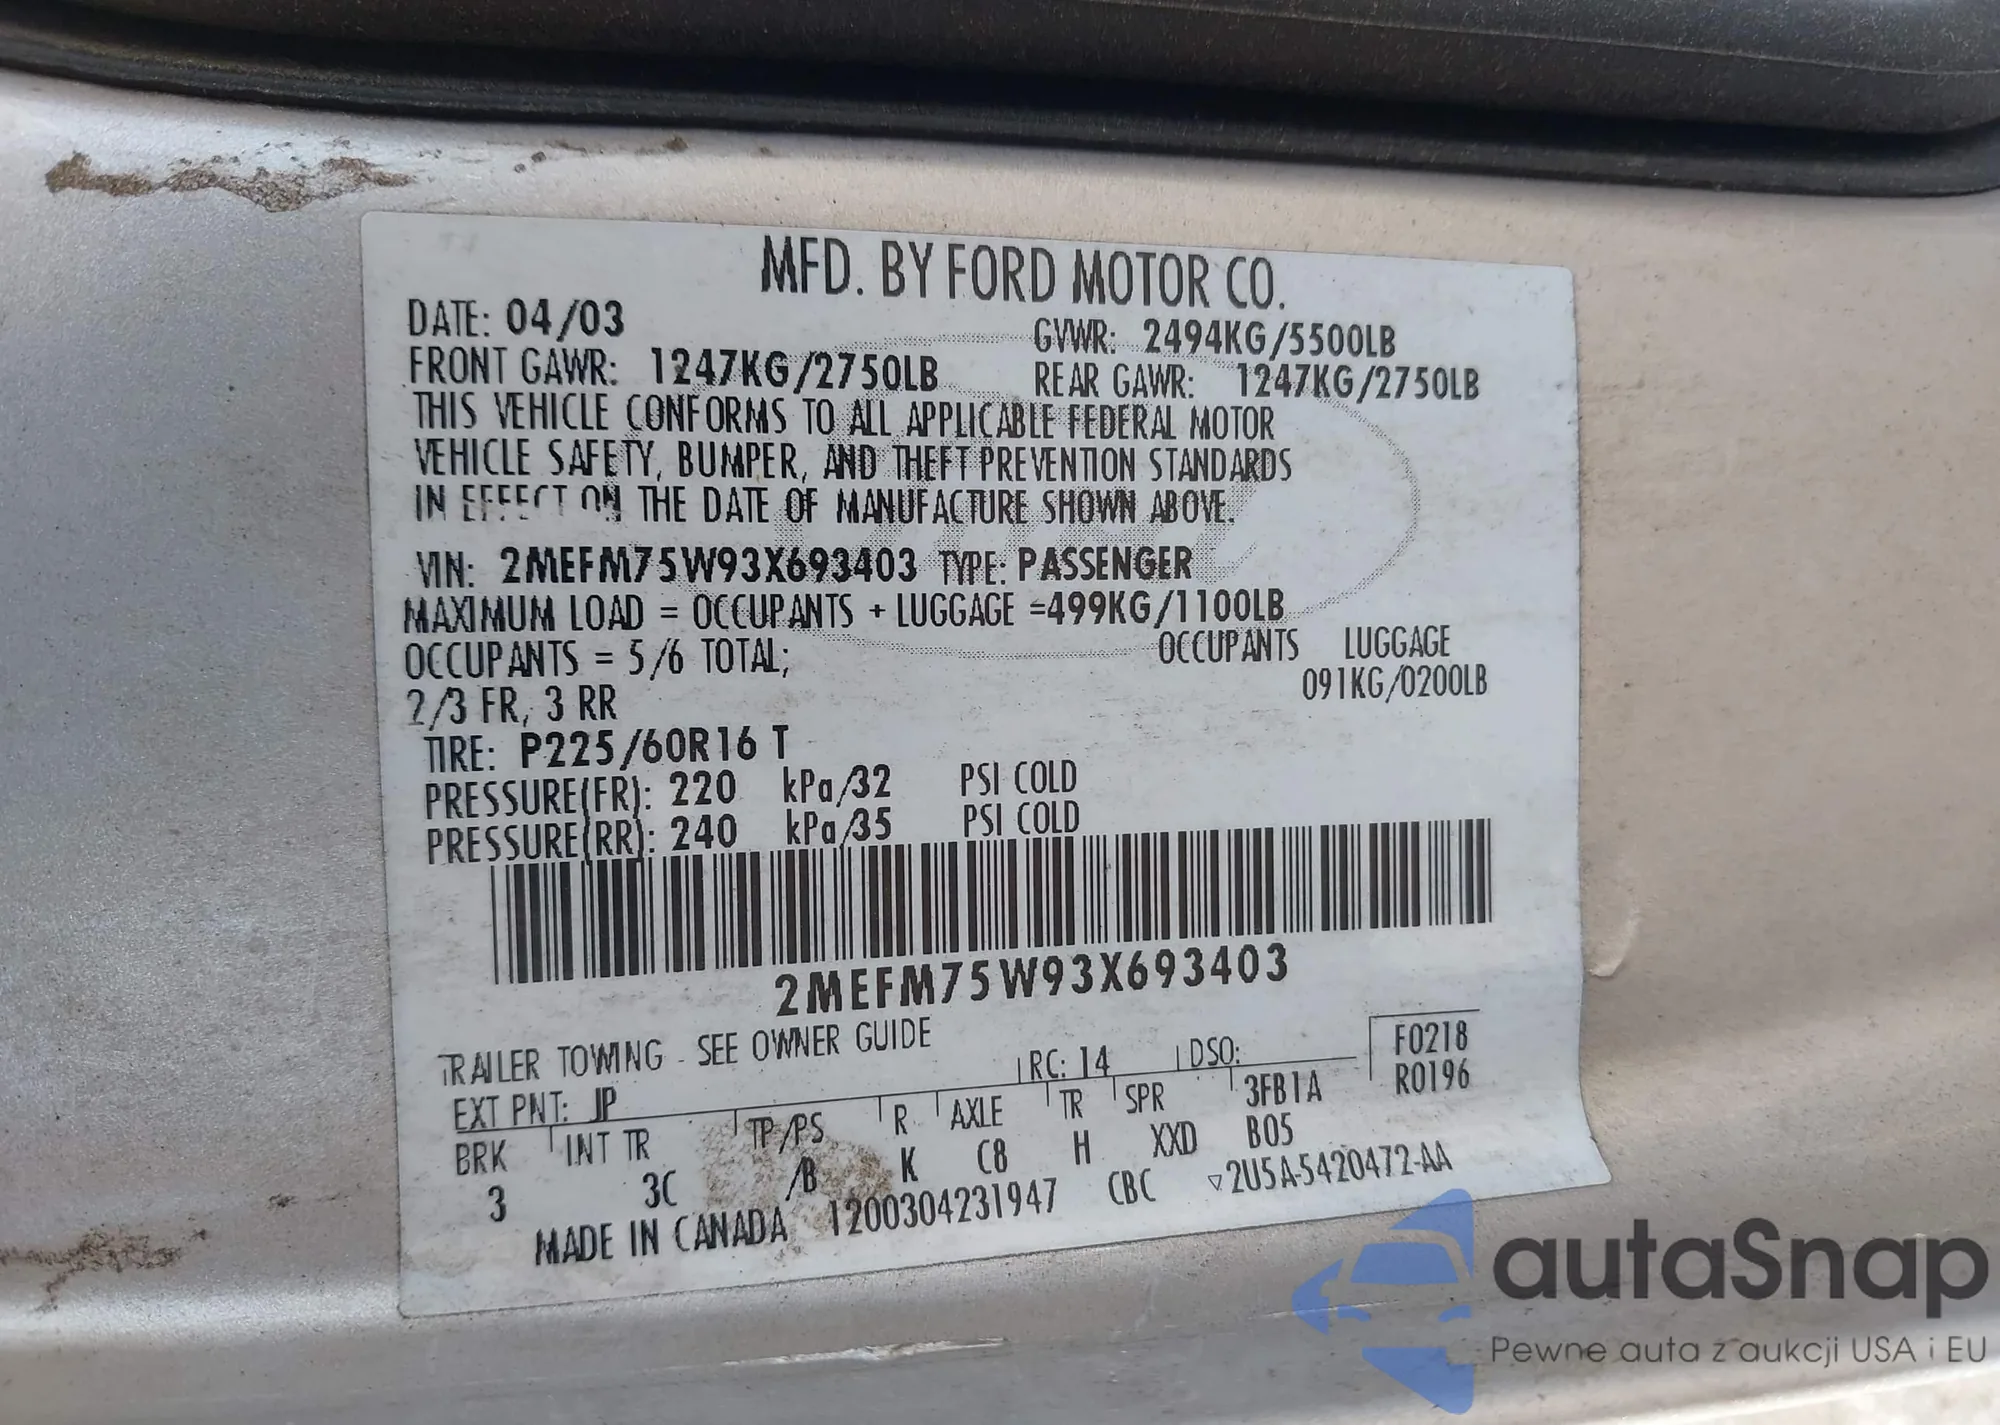 MFD. BY FORD MOTOR CO.
DATE: 04/03 GVWR: 2494KG/5500LB
FRONT GAWR: 1247KG/2750LB REAR GAWR: 1247KG/2750LB
THIS VEHICLE CONFORMS TO ALL APPLICABLE FEDERAL MOTOR
VEHICLE SAFETY, BUMPER, AND THEFT PREVENTION STANDARDS
IN EFFECT ON THE DATE OF MANUFACTURE SHOWN ABOVE.
VIN: 2MEFM75W93X693403 TYPE: PASSENGER
MAXIMUM LOAD = OCCUPANTS + LUGGAGE =499KG/1100LB
OCCUPANTS = 5/6 TOTAL; OCCUPANTS LUGGAGE
2/3 FR, 3 RR 091KG/0200LB
TIRE: P225/60R16 T
PRESSURE(FR): 220 kPa/32 PSI COLD
PRESSURE(RR): 240 kPa/35 PSI COLD
2MEFM75W93X693403
TRAILER TOWING - SEE OWNER GUIDE
EXT PNT: JP RC: 14 DSO: F0218
R0196
BRK INT TR TP/PS R AXLE TR SPR 3FB1A
3 3C /B K C8 H XXD B05
MADE IN CANADA 1200304231947 CBC ▿2U5A-5420472-AA
autaSnap
Pewne auta z aukcji USA i EU